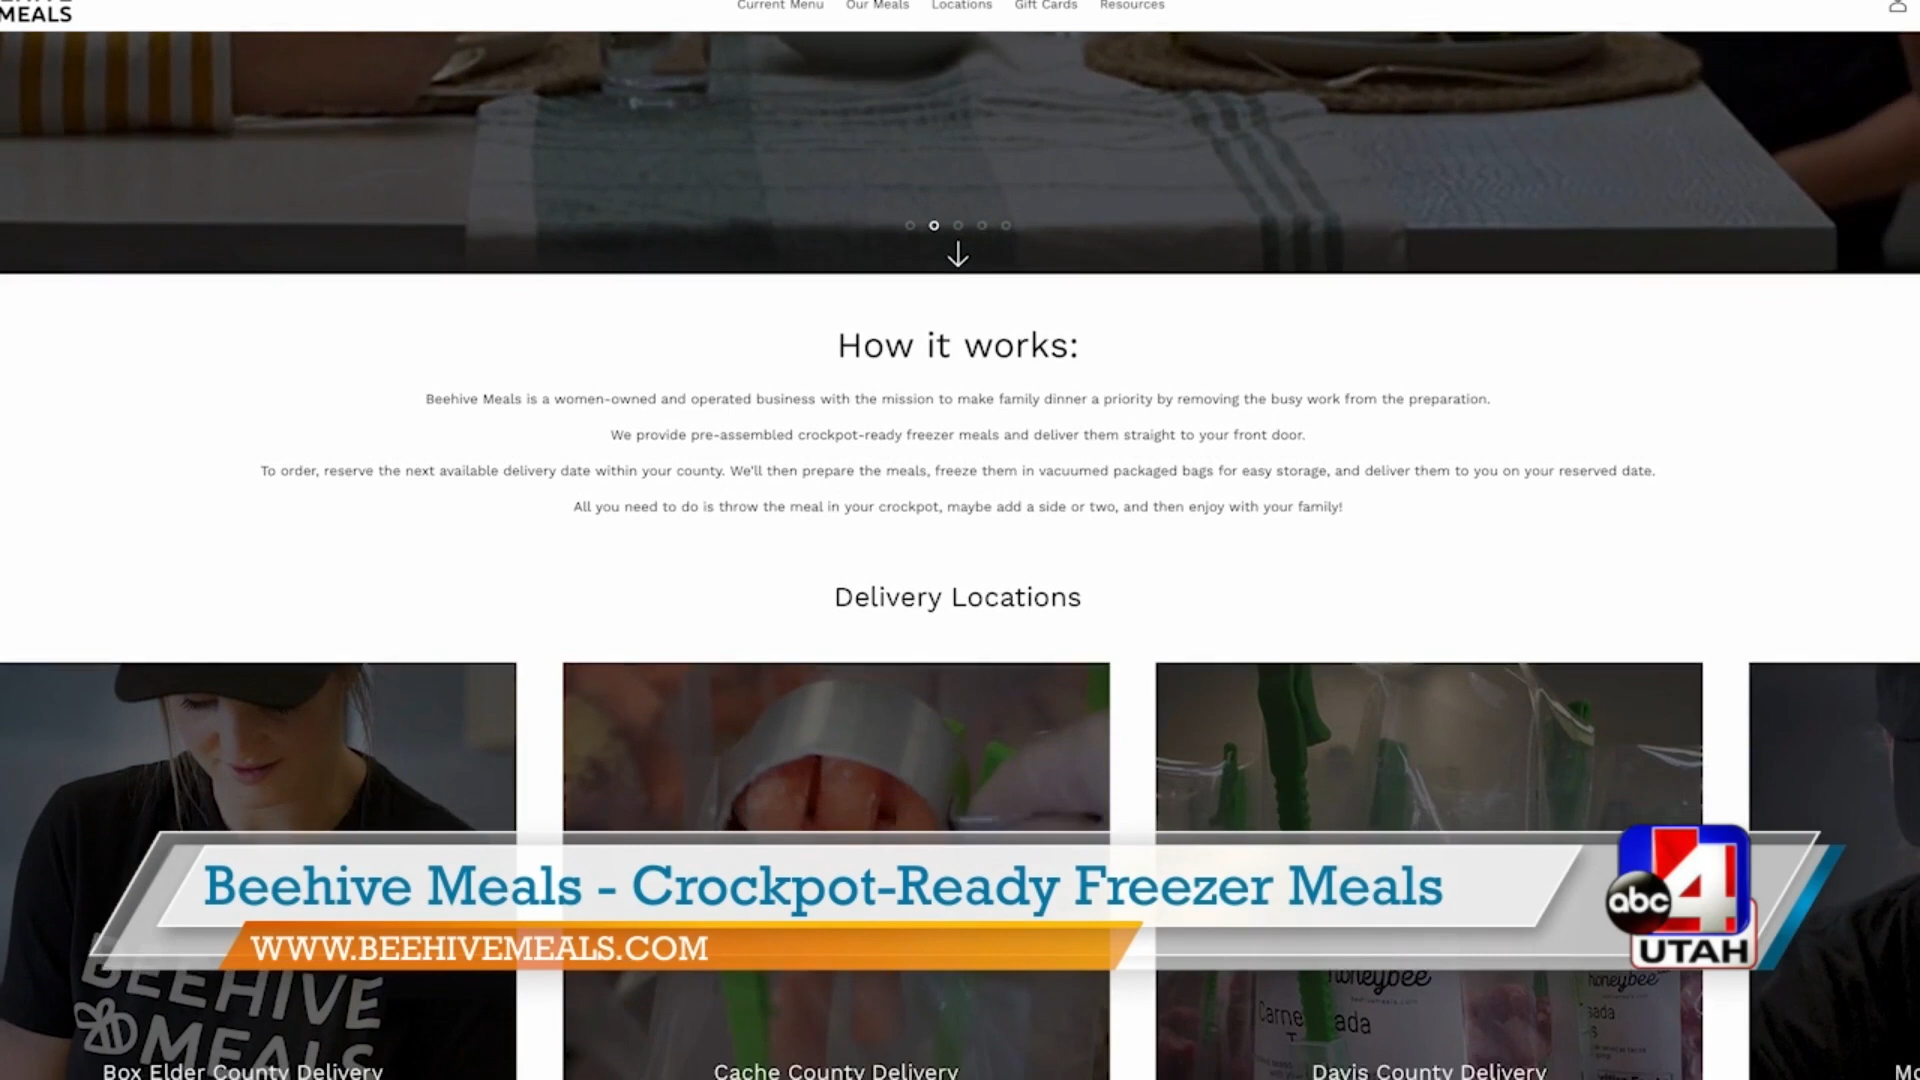 MEALS
Current Menu Our Meals Locations Gift Cards Resources
How it works:
Beehive Meals is a women-owned and operated business with the mission to make family dinner a priority by removing the busy work from the preparation.
We provide pre-assembled crockpot-ready freezer meals and deliver them straight to your front door.
To order, reserve the next available delivery date within your county. We'll then prepare the meals, freeze them in vacuumed packaged bags for easy storage, and deliver them to you on your reserved date.
All you need to do is throw the meal in your crockpot, maybe add a side or two, and then enjoy with your family!
Delivery Locations
Beehive Meals - Crockpot-Ready Freezer Meals
WWW.BEEHIVEMEALS.COM
abc 4
UTAH
BEEHIVE
MEALS
honeybee
Carne
ada
honeybee
sada
Box Elder County Delivery
Cache County Delivery
Davis County Delivery